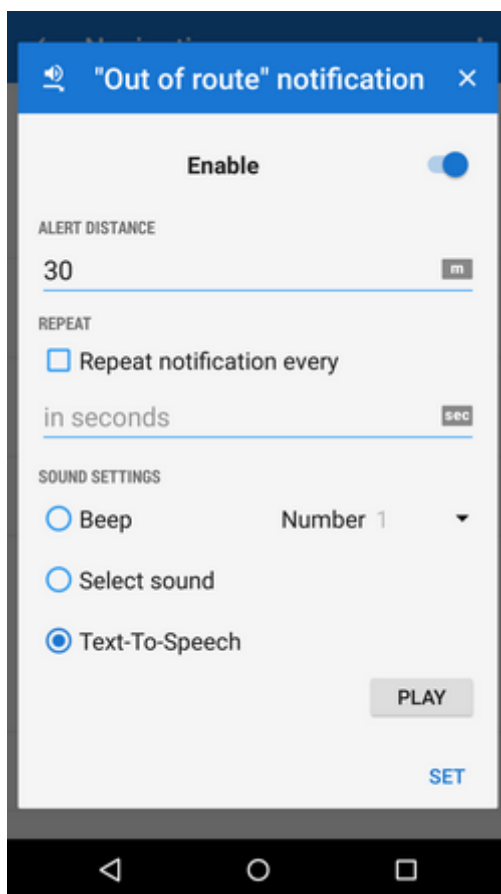 "Out of route" notification
Enable
ALERT DISTANCE
30 m
REPEAT
Repeat notification every
in seconds sec
SOUND SETTINGS
Beep Number 1
Select sound
Text-To-Speech
PLAY
SET